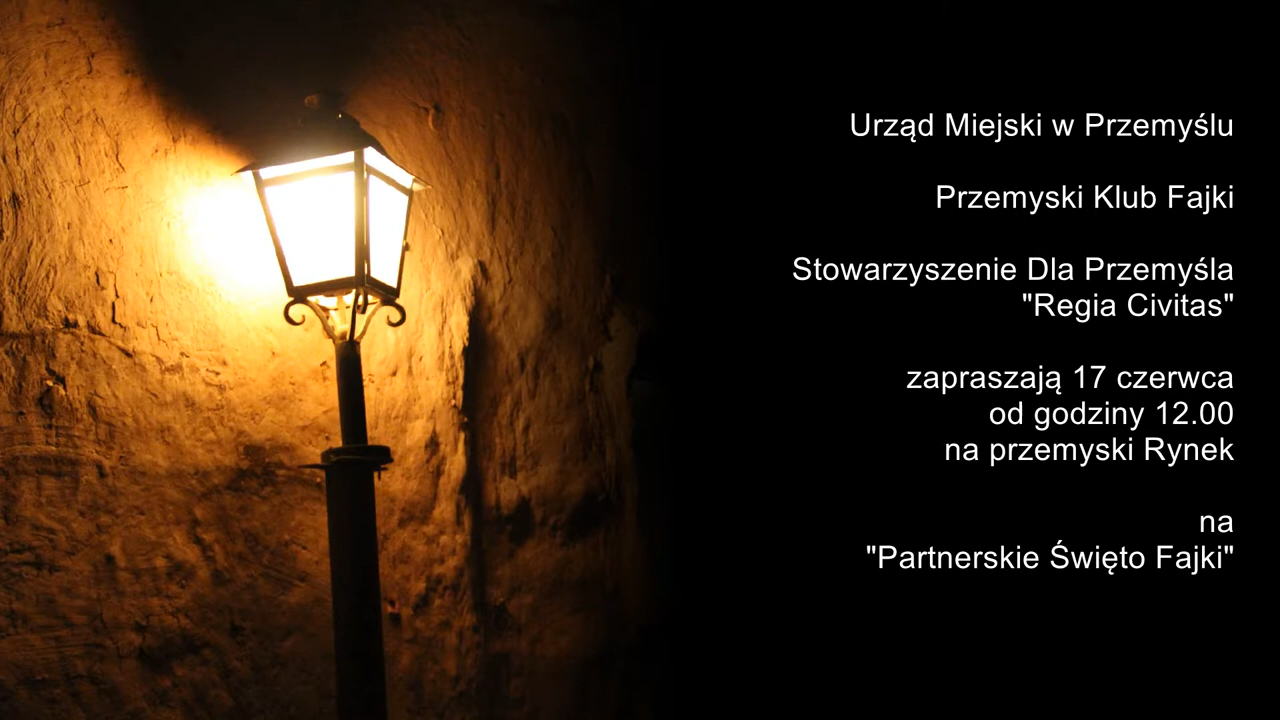 Urząd Miejski w Przemyślu
Przemyski Klub Fajki
Stowarzyszenie Dla Przemyśla
"Regia Civitas"
zapraszają 17 czerwca
od godziny 12.00
na przemyski Rynek
na
"Partnerskie Święto Fajki"